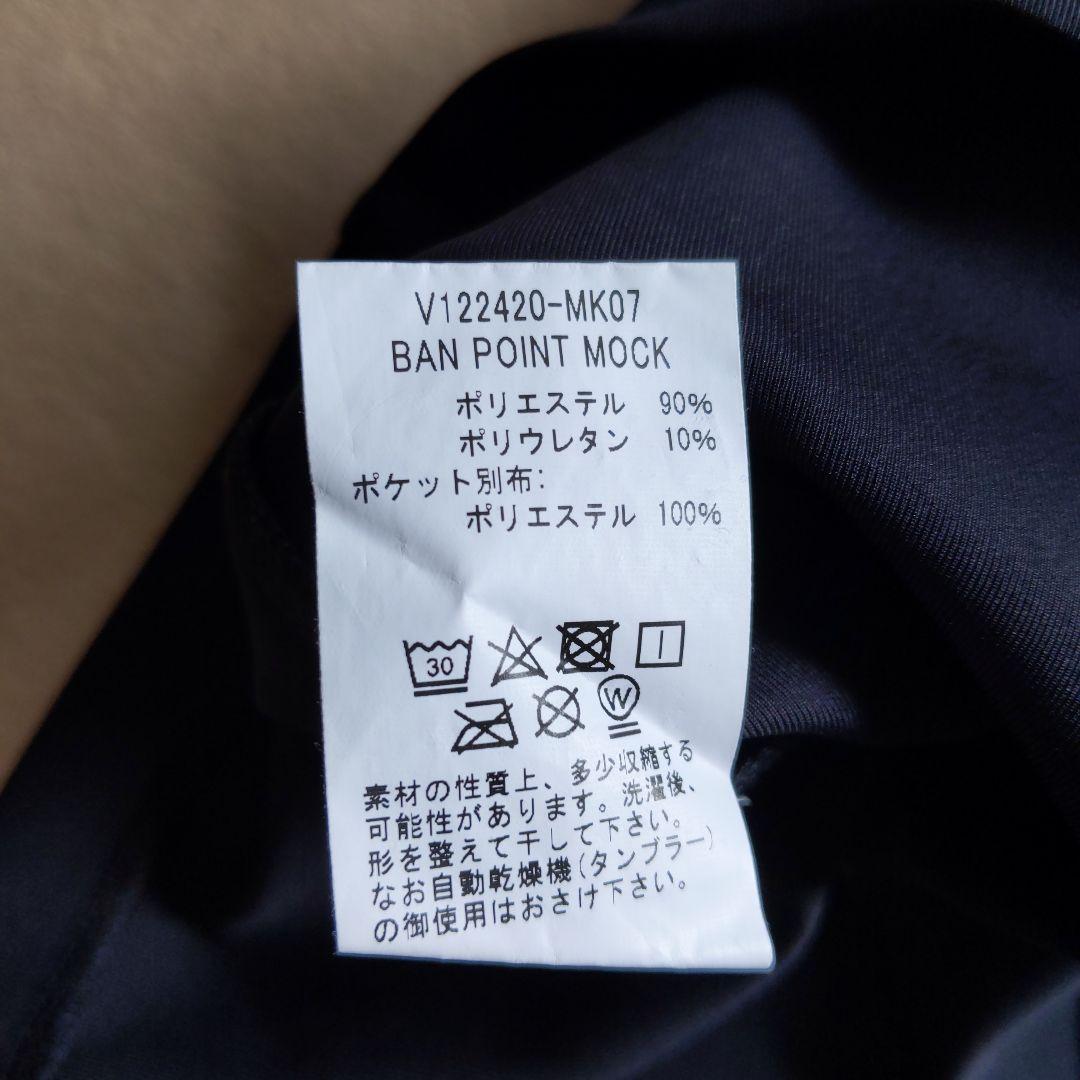 V122420-MK07
BAN POINT MOCK
ポリエステル 90%
ポリウレタン 10%
ポケット別布:
ポリエステル 100%
30
W
素材の性質上、多少収縮する
可能性があります。洗濯後、
形を整えて干して下さい。
なお自動乾燥機(タンブラー)
の御使用はおさけ下さい。